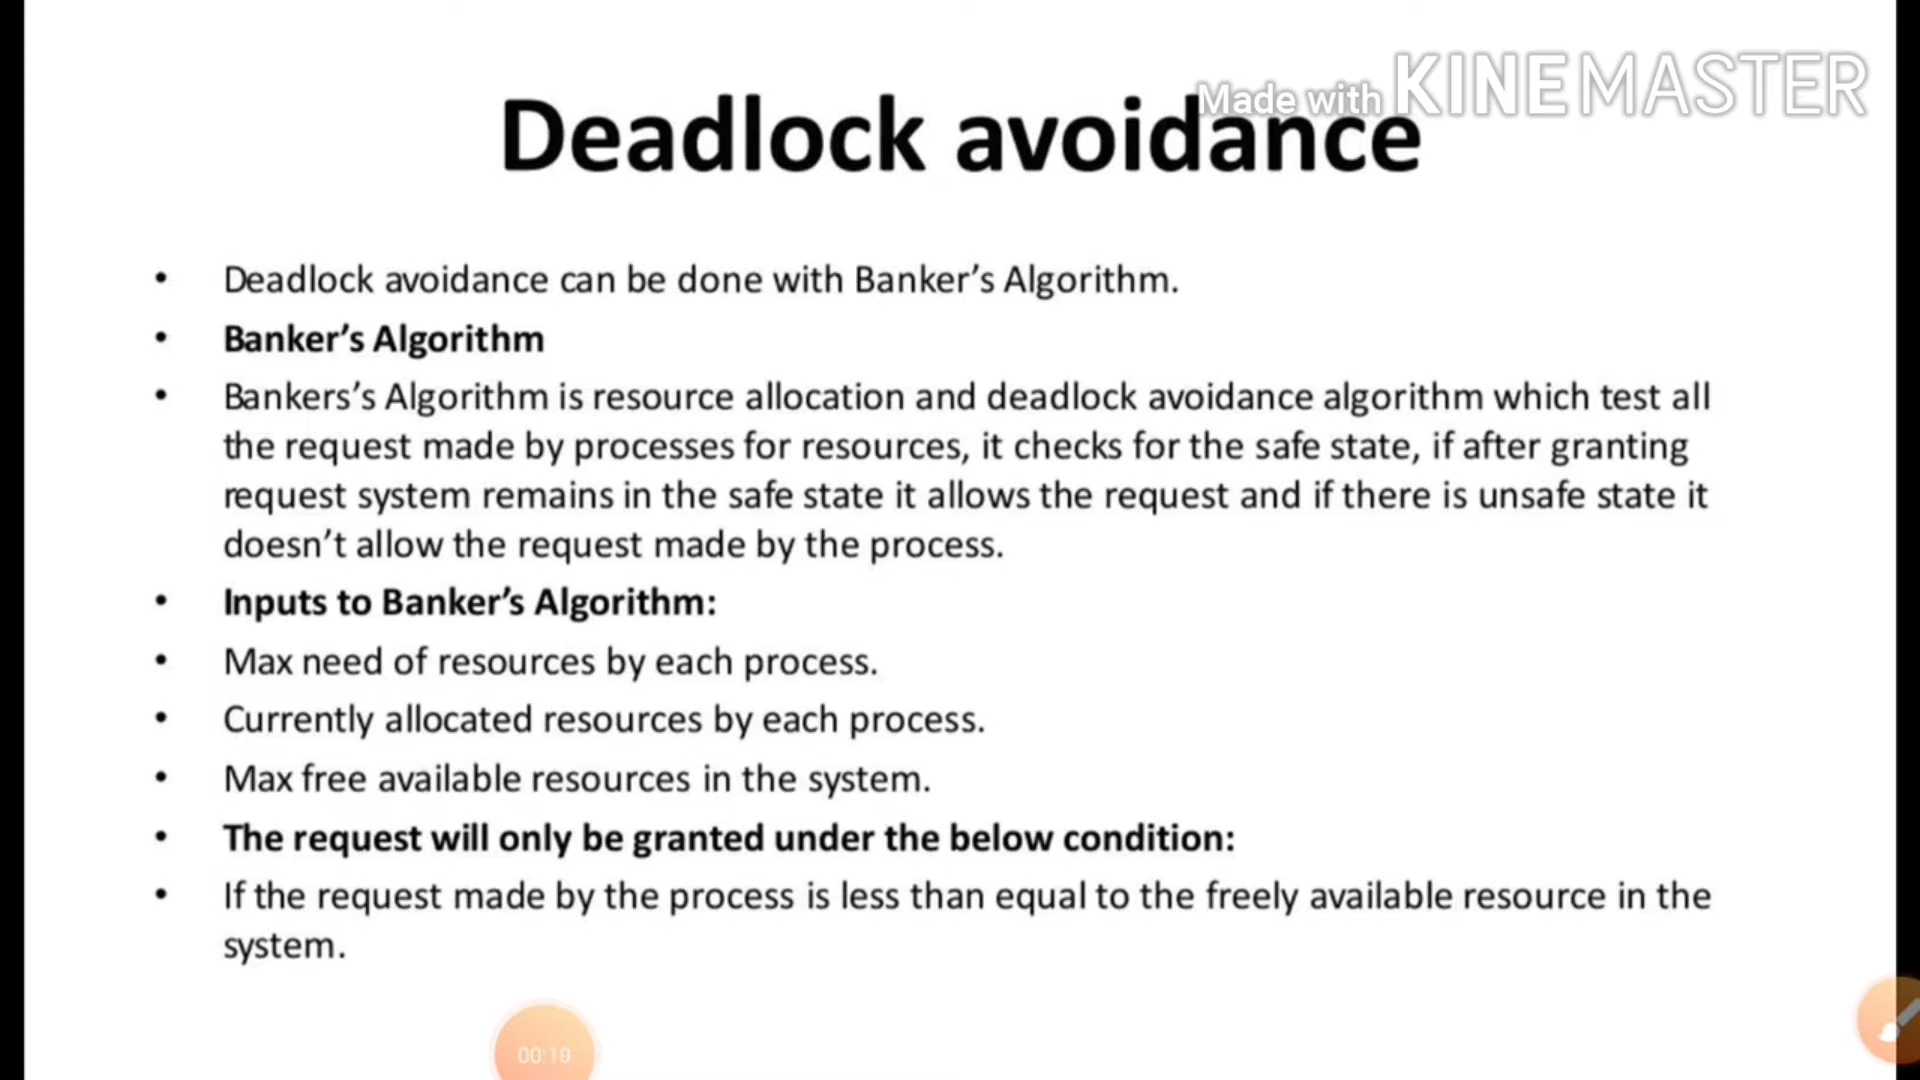 Made with KINEMASTER
Deadlock avoidance
• Deadlock avoidance can be done with Banker’s Algorithm.
• Banker’s Algorithm
• Bankers’s Algorithm is resource allocation and deadlock avoidance algorithm which test all
the request made by processes for resources, it checks for the safe state, if after granting
request system remains in the safe state it allows the request and if there is unsafe state it
doesn’t allow the request made by the process.
• Inputs to Banker’s Algorithm:
• Max need of resources by each process.
• Currently allocated resources by each process.
• Max free available resources in the system.
• The request will only be granted under the below condition:
• If the request made by the process is less than equal to the freely available resource in the
system.
00:10